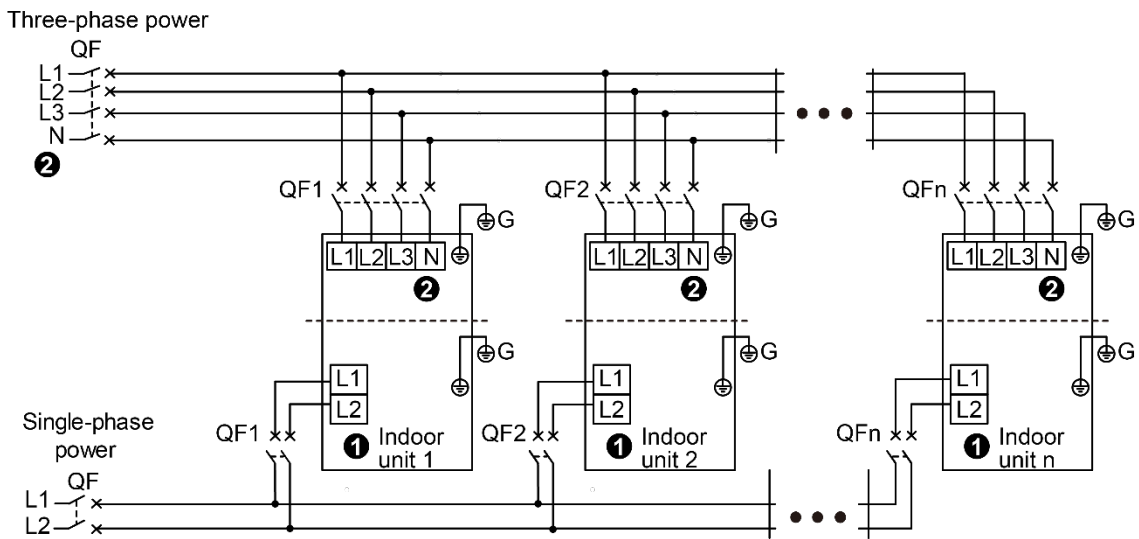 Three-phase power
QF
L1
L2
L3
N
2
QF1
QF2
QFn
G
G
G
L1 L2 L3 N
L1 L2 L3 N
L1 L2 L3 N
2
2
2
G
G
G
L1
L2
L1
L2
L1
L2
Single-phase
power
QF1
QF2
QFn
1 Indoor
unit 1
1 Indoor
unit 2
1 Indoor
unit n
QF
L1
L2